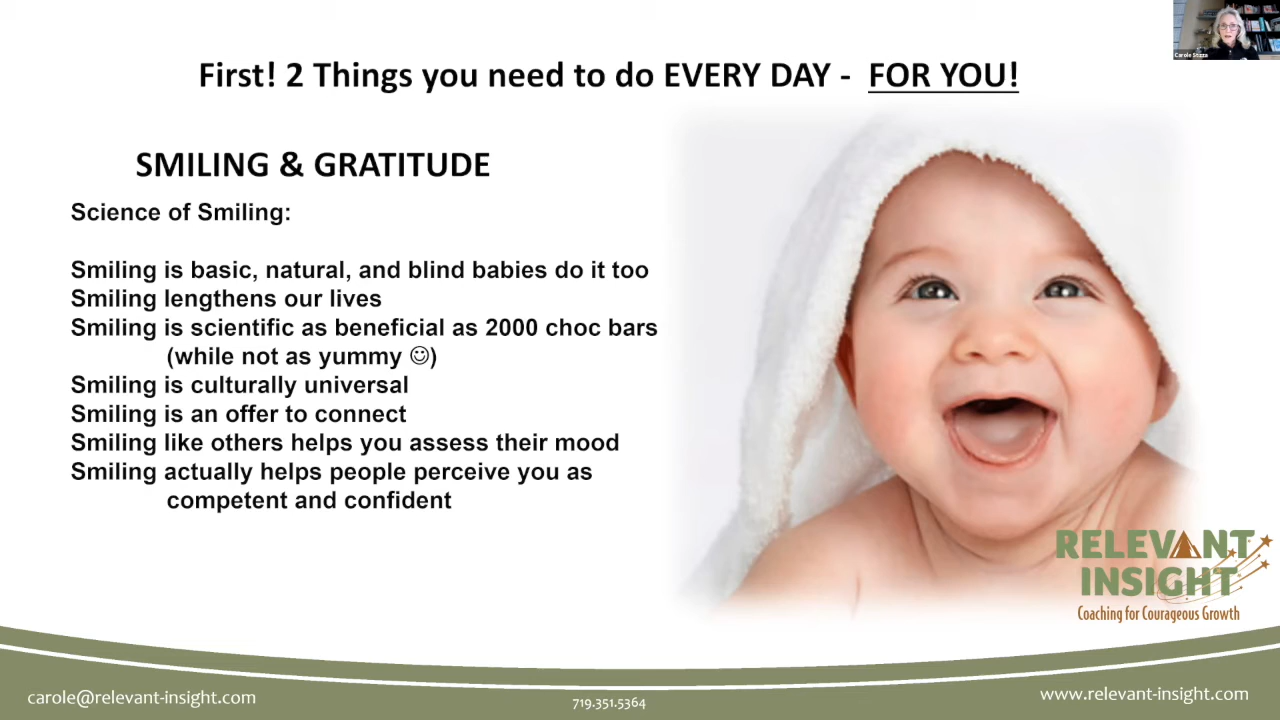 Carole Stizza
First! 2 Things you need to do EVERY DAY - FOR YOU!
SMILING & GRATITUDE
Science of Smiling:
Smiling is basic, natural, and blind babies do it too
Smiling lengthens our lives
Smiling is scientific as beneficial as 2000 choc bars
(while not as yummy ☺)
Smiling is culturally universal
Smiling is an offer to connect
Smiling like others helps you assess their mood
Smiling actually helps people perceive you as
competent and confident
RELEVANT
INSIGHT
Coaching for Courageous Growth
carole@relevant-insight.com
719.351.5364
www.relevant-insight.com